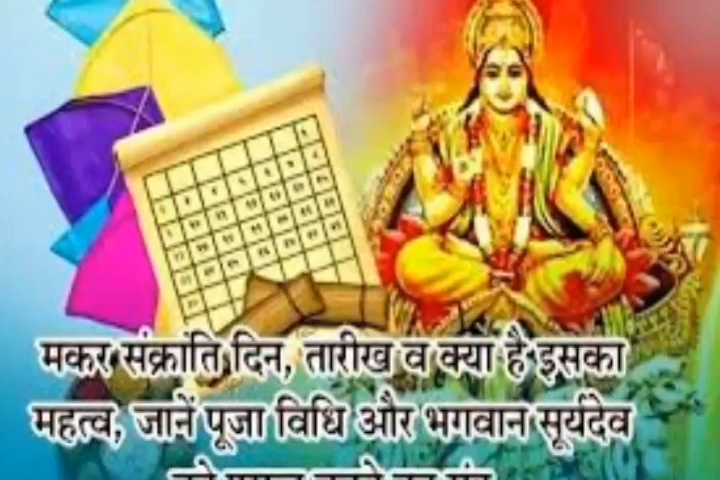 मकर संक्रांति दिन, तारीख व क्या है इसका
महत्व, जानें पूजा विधि और भगवान सूर्यदेव